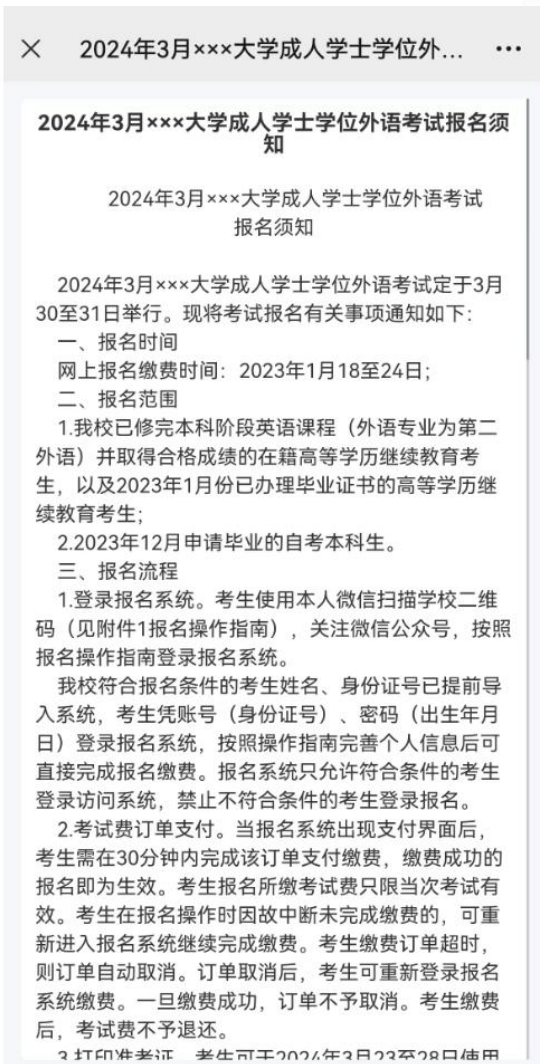 2024年3月×××大学成人学士学位外...
2024年3月×××大学成人学士学位外语考试报名须
知
2024年3月×××大学成人学士学位外语考试
报名须知
2024年3月×××大学成人学士学位外语考试定于3月
30至31日举行。现将考试报名有关事项通知如下：
一、报名时间
网上报名缴费时间：2023年1月18至24日；
二、报名范围
1.我校已修完本科阶段英语课程（外语专业为第二
外语）并取得合格成绩的在籍高等学历继续教育考
生，以及2023年1月份已办理毕业证书的高等学历继
续教育考生；
2.2023年12月申请毕业的自考本科生。
三、报名流程
1.登录报名系统。考生使用本人微信扫描学校二维
码（见附件1报名操作指南），关注微信公众号，按照
报名操作指南登录报名系统。
我校符合报名条件的考生姓名、身份证号已提前导
入系统，考生凭账号（身份证号）、密码（出生年月
日）登录报名系统，按照操作指南完善个人信息后可
直接完成报名缴费。报名系统只允许符合条件的考生
登录访问系统，禁止不符合条件的考生登录报名。
2.考试费订单支付。当报名系统出现支付界面后，
考生需在30分钟内完成该订单支付缴费，缴费成功的
报名即为生效。考生报名所缴考试费只限当次考试有
效。考生在报名操作时因故中断未完成缴费的，可重
新进入报名系统继续完成缴费。考生缴费订单超时，
则订单自动取消。订单取消后，考生可重新登录报名
系统缴费。一旦缴费成功，订单不予取消。考生缴费
后，考试费不予退还。
3.打印准考证。考生可于2024年3月23至28日使用